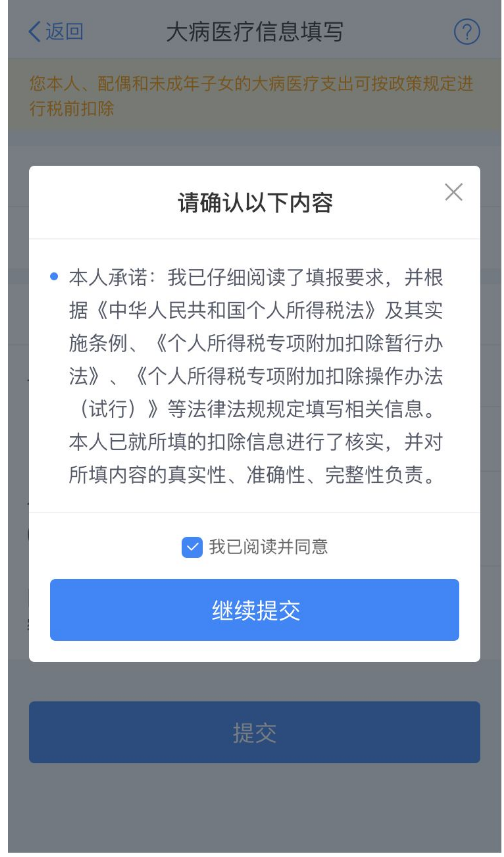 返回
大病医疗信息填写
?
您本人、配偶和未成年子女的大病医疗支出可按政策规定进
行税前扣除
请确认以下内容
本人承诺：我已仔细阅读了填报要求，并根
据《中华人民共和国个人所得税法》及其实
施条例、《个人所得税专项附加扣除暂行办
法》、《个人所得税专项附加扣除操作办法
（试行）》等法律法规规定填写相关信息。
本人已就所填的扣除信息进行了核实，并对
所填内容的真实性、准确性、完整性负责。
我已阅读并同意
继续提交
提交